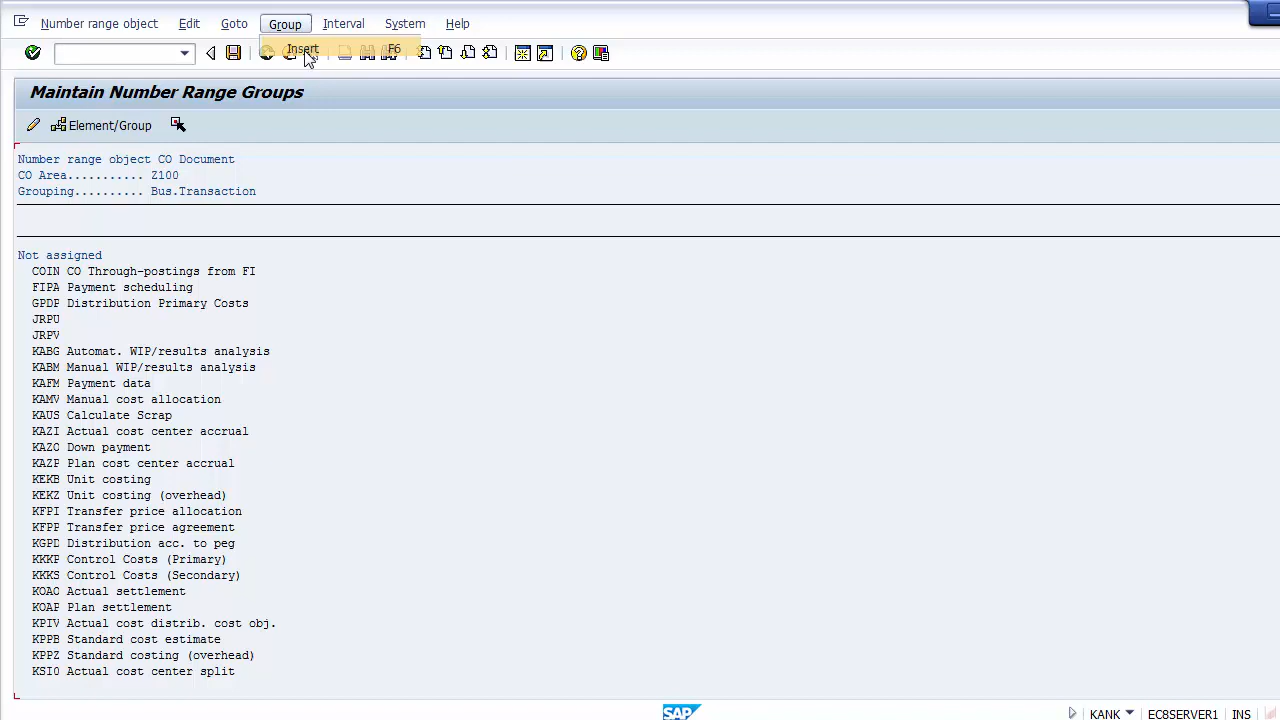 Number range object Edit Goto Group Interval System Help
Insert F6
Maintain Number Range Groups
Element/Group
Number range object CO Document
CO Area........... Z100
Grouping.......... Bus.Transaction
Not assigned
COIN CO Through-postings from FI
FIPA Payment scheduling
GPDP Distribution Primary Costs
JRPU
JRPV
KABG Automat. WIP/results analysis
KABM Manual WIP/results analysis
KAFM Payment data
KAMV Manual cost allocation
KAUS Calculate Scrap
KAZI Actual cost center accrual
KAZO Down payment
KAZP Plan cost center accrual
KEKB Unit costing
KEKZ Unit costing (overhead)
KFPI Transfer price allocation
KFPP Transfer price agreement
KGPD Distribution acc. to peg
KKKP Control Costs (Primary)
KKKS Control Costs (Secondary)
KOAO Actual settlement
KOAP Plan settlement
KPIV Actual cost distrib. cost obj.
KPPB Standard cost estimate
KPPZ Standard costing (overhead)
KSI0 Actual cost center split
SAP KANK EC8SERVER1 INS